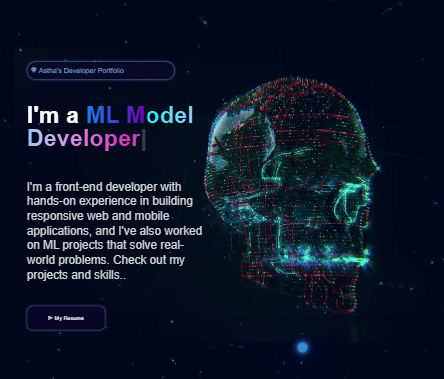 Astha's Developer Portfolio
I'm a ML Model
Developer|
I'm a front-end developer with
hands-on experience in building
responsive web and mobile
applications, and I've also worked
on ML projects that solve real-
world problems. Check out my
projects and skills..
My Resume